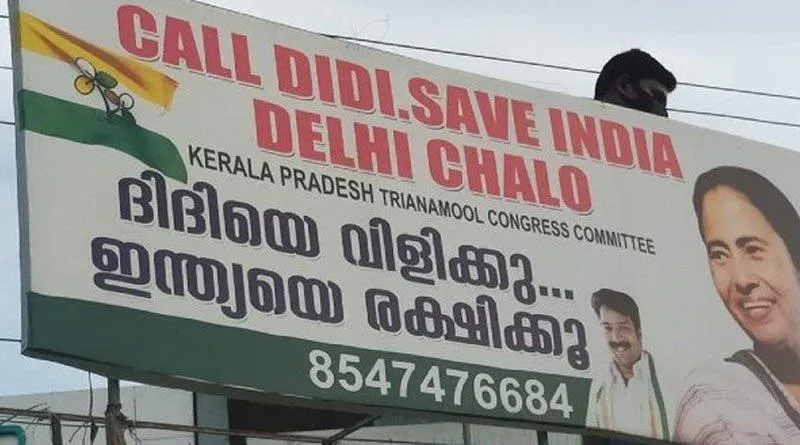 CALL DIDI.SAVE INDIA
DELHI CHALO
KERALA PRADESH TRIANAMOOL CONGRESS COMMITTEE
ദിദിയെ വിളിക്കു...
ഇന്ത്യയെ രക്ഷിക്കൂ
8547476684